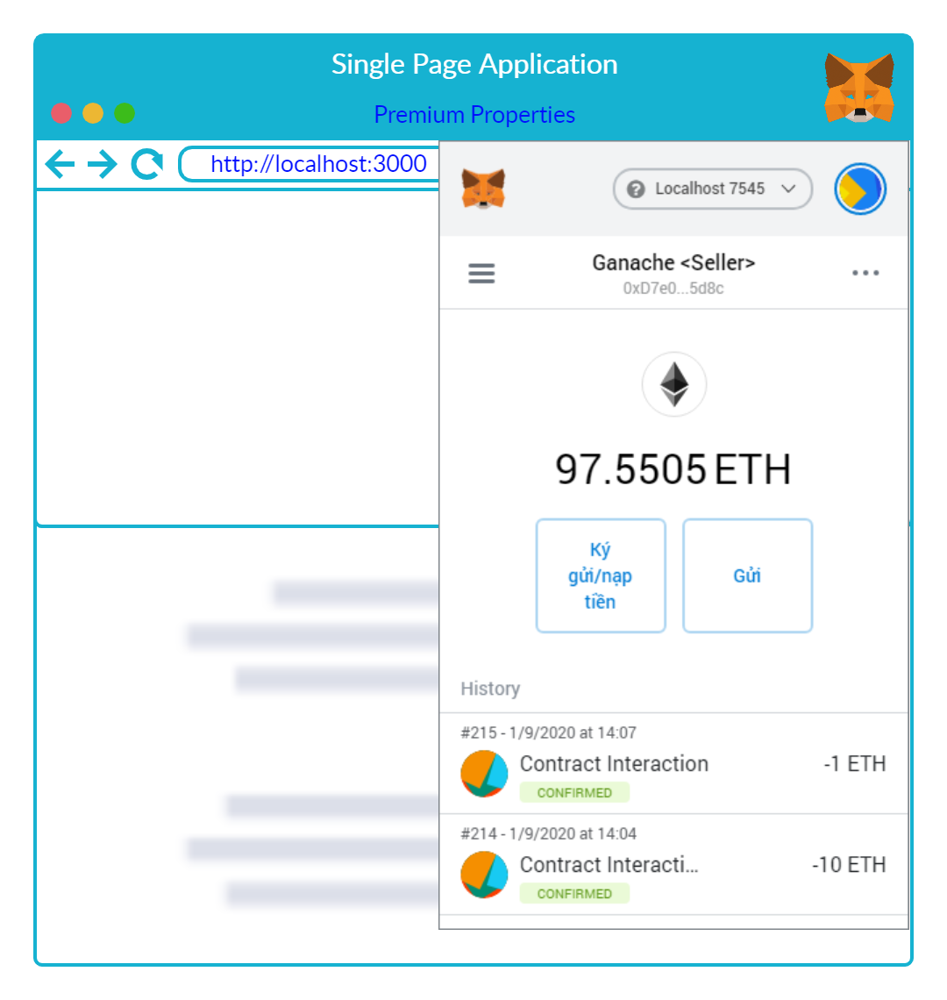 Single Page Application
Premium Properties
http://localhost:3000
Localhost 7545
Ganache <Seller>
0xD7e0...5d8c
97.5505 ETH
Ký
gửi/nạp
tiền
Gửi
History
#215 - 1/9/2020 at 14:07
Contract Interaction -1 ETH
CONFIRMED
#214 - 1/9/2020 at 14:04
Contract Interacti... -10 ETH
CONFIRMED